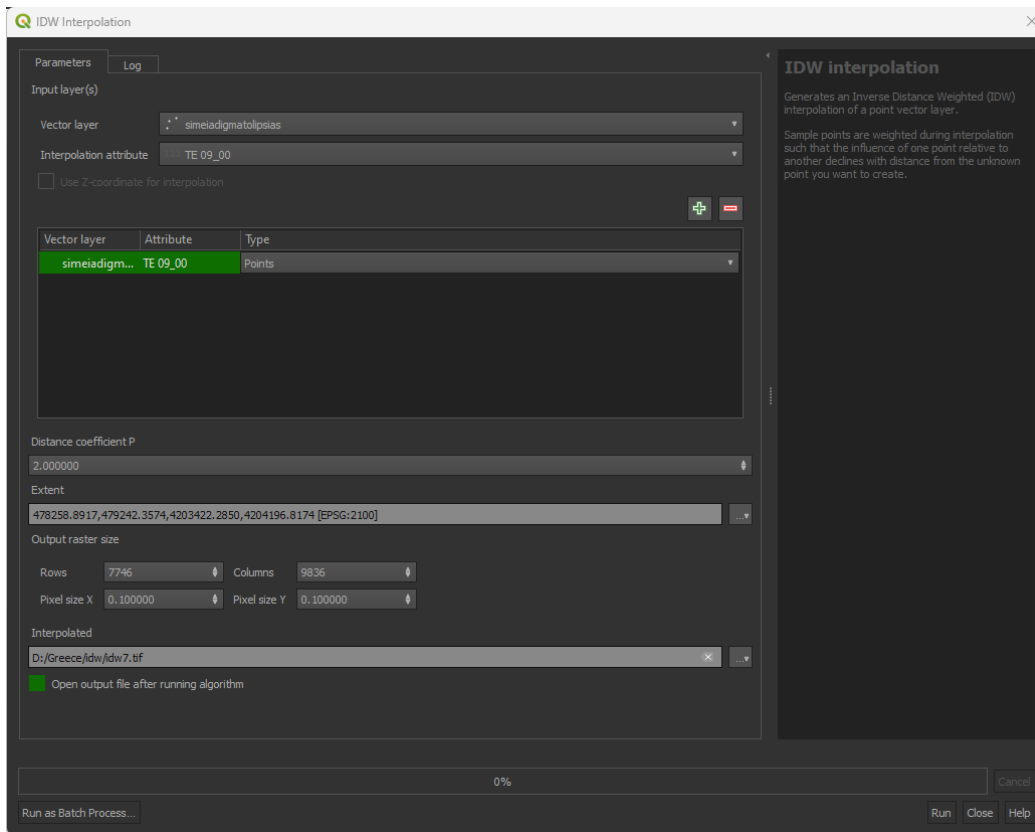 IDW Interpolation
Parameters Log
Input layer(s)
Vector layer simeiadigmatolipsias
Interpolation attribute TE 09_00
Use Z-coordinate for interpolation
Vector layer Attribute Type
simeiadigm... TE 09_00 Points
Distance coefficient P
2.000000
Extent
478258.8917,479242.3574,4203422.2850,4204196.8174 [EPSG:2100]
...
Output raster size
Rows 7746 Columns 9836
Pixel size X 0.100000 Pixel size Y 0.100000
Interpolated
D:/Greece/idw/idw7.tif
...
Open output file after running algorithm
IDW interpolation
Generates an Inverse Distance Weighted (IDW)
interpolation of a point vector layer.
Sample points are weighted during interpolation
such that the influence of one point relative to
another declines with distance from the unknown
point you want to create.
0%
Cancel
Run as Batch Process...
Run Close Help